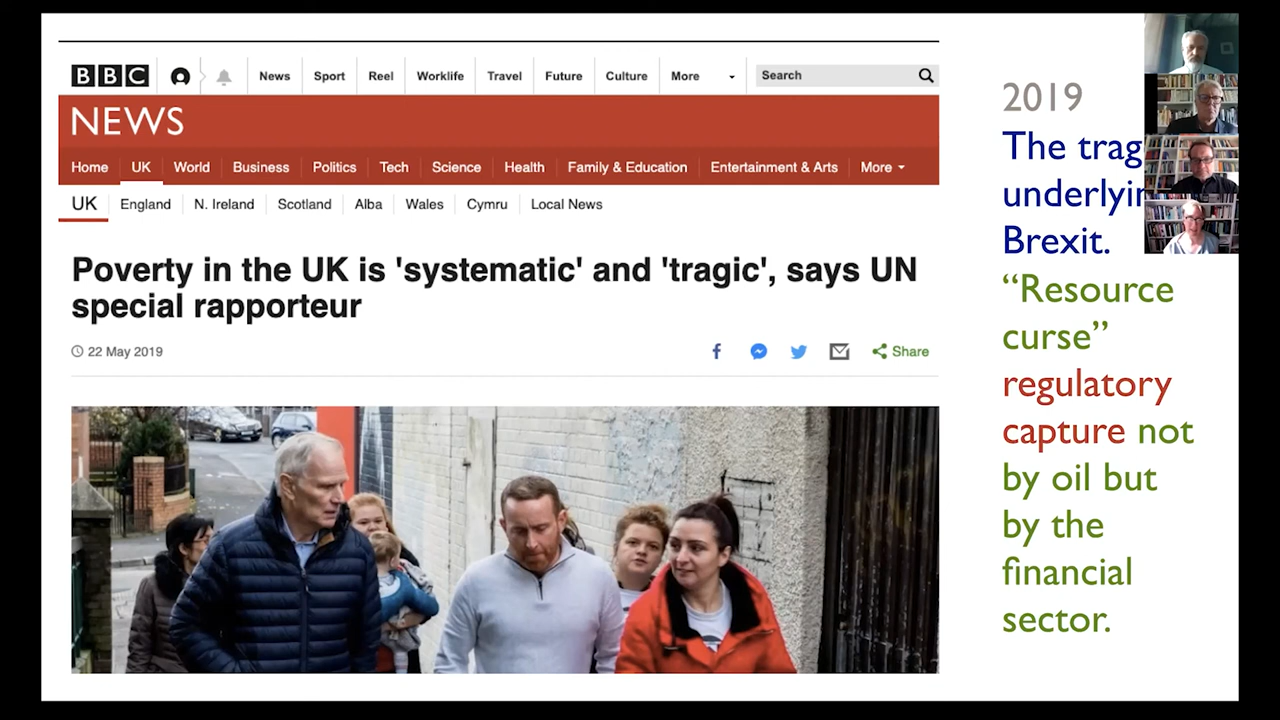 BBC
News Sport Reel Worklife Travel Future Culture More Search
NEWS
Home UK World Business Politics Tech Science Health Family & Education Entertainment & Arts More
UK England N. Ireland Scotland Alba Wales Cymru Local News
Poverty in the UK is 'systematic' and 'tragic', says UN
special rapporteur
22 May 2019
Share
2019
The trag
underlyin
Brexit.
“Resource
curse”
regulatory
capture not
by oil but
by the
financial
sector.